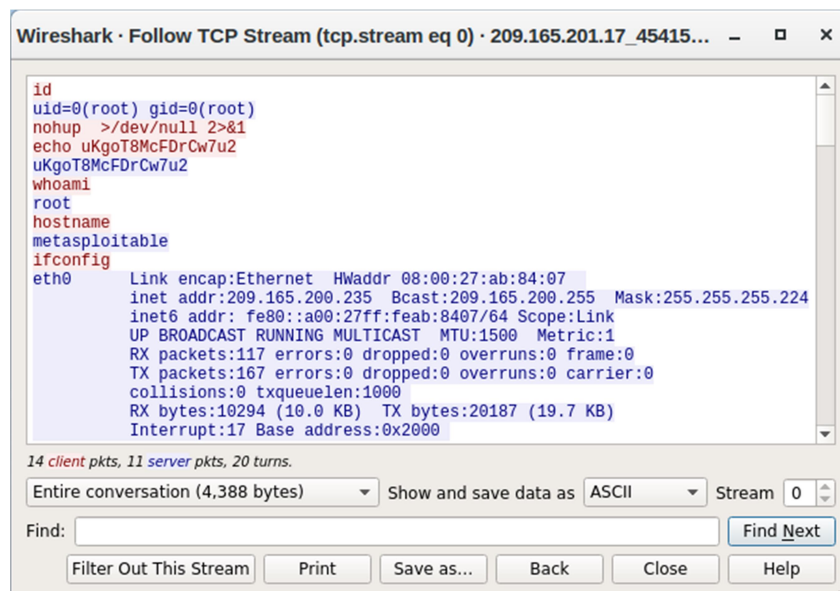 Wireshark · Follow TCP Stream (tcp.stream eq 0) · 209.165.201.17_45415...
id
uid=0(root) gid=0(root)
nohup  >/dev/null 2>&1
echo uKgoT8McFDrCw7u2
uKgoT8McFDrCw7u2
whoami
root
hostname
metasploitable
ifconfig
eth0      Link encap:Ethernet  HWaddr 08:00:27:ab:84:07
          inet addr:209.165.200.235  Bcast:209.165.200.255  Mask:255.255.255.224
          inet6 addr: fe80::a00:27ff:feab:8407/64 Scope:Link
          UP BROADCAST RUNNING MULTICAST  MTU:1500  Metric:1
          RX packets:117 errors:0 dropped:0 overruns:0 frame:0
          TX packets:167 errors:0 dropped:0 overruns:0 carrier:0
          collisions:0 txqueuelen:1000
          RX bytes:10294 (10.0 KB)  TX bytes:20187 (19.7 KB)
          Interrupt:17 Base address:0x2000
14 client pkts, 11 server pkts, 20 turns.
Entire conversation (4,388 bytes) Show and save data as ASCII Stream 0
Find: Find Next
Filter Out This Stream Print Save as... Back Close Help